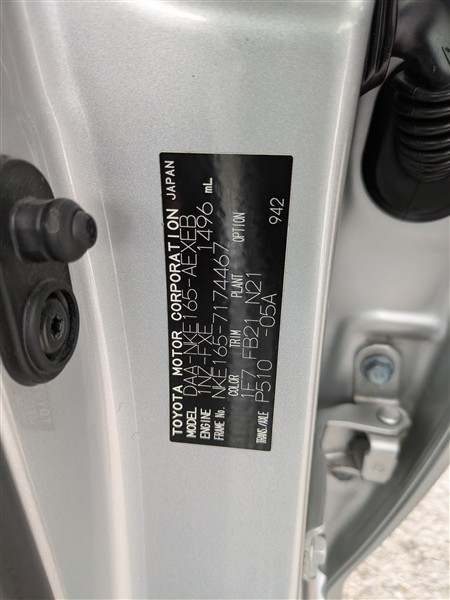 TOYOTA MOTOR CORPORATION JAPAN
MODEL DAA-NKE165-AEXEB
ENGINE 1NZ-FXE 1496 mL
FRAME No. NKE165-7174467
COLOR TRIM PLANT OPTION
1F7 FB21 N21
TRANS./AXLE P510 -05A 942